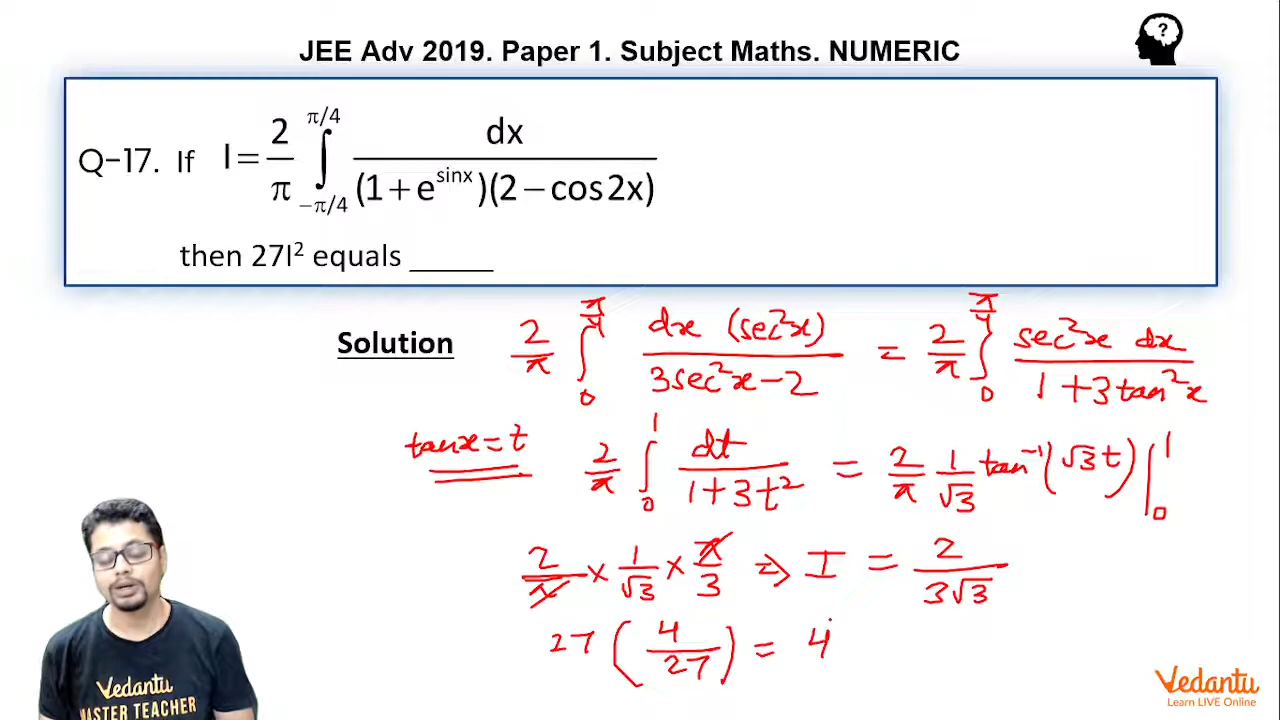 JEE Adv 2019. Paper 1. Subject Maths. NUMERIC
?
Q-17. If I = 2/π ∫_{-π/4}^{π/4} dx / (1+e^{sinx})(2−cos2x)
then 27I² equals _____
Solution 2/π ∫_0^{π/4} dx (sec²x) / 3sec²x−2 = 2/π ∫_0^{π/4} sec²x dx / 1+3tan²x
tanx = t 2/π ∫_0^1 dt / 1+3t² = 2/π 1/√3 tan⁻¹(√3t) |_0^1
2/π × 1/√3 × π/3 ⇒ I = 2/3√3
27 (4/27) = 4
Vedantu
MASTER TEACHER
Vedantu
Learn LIVE Online